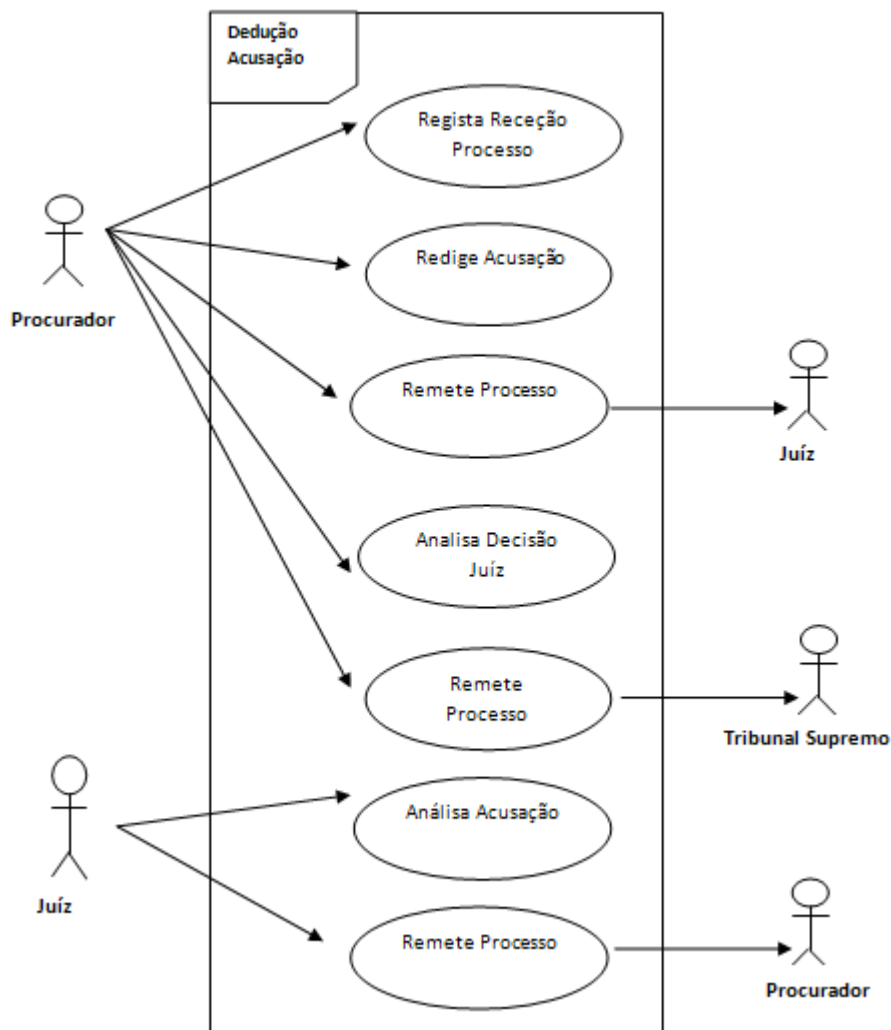 Dedução
Acusação
Regista Receção
Processo
Procurador
Redige Acusação
Remete Processo
Juíz
Analisa Decisão
Juíz
Remete
Processo
Tribunal Supremo
Juíz
Análisa Acusação
Remete Processo
Procurador